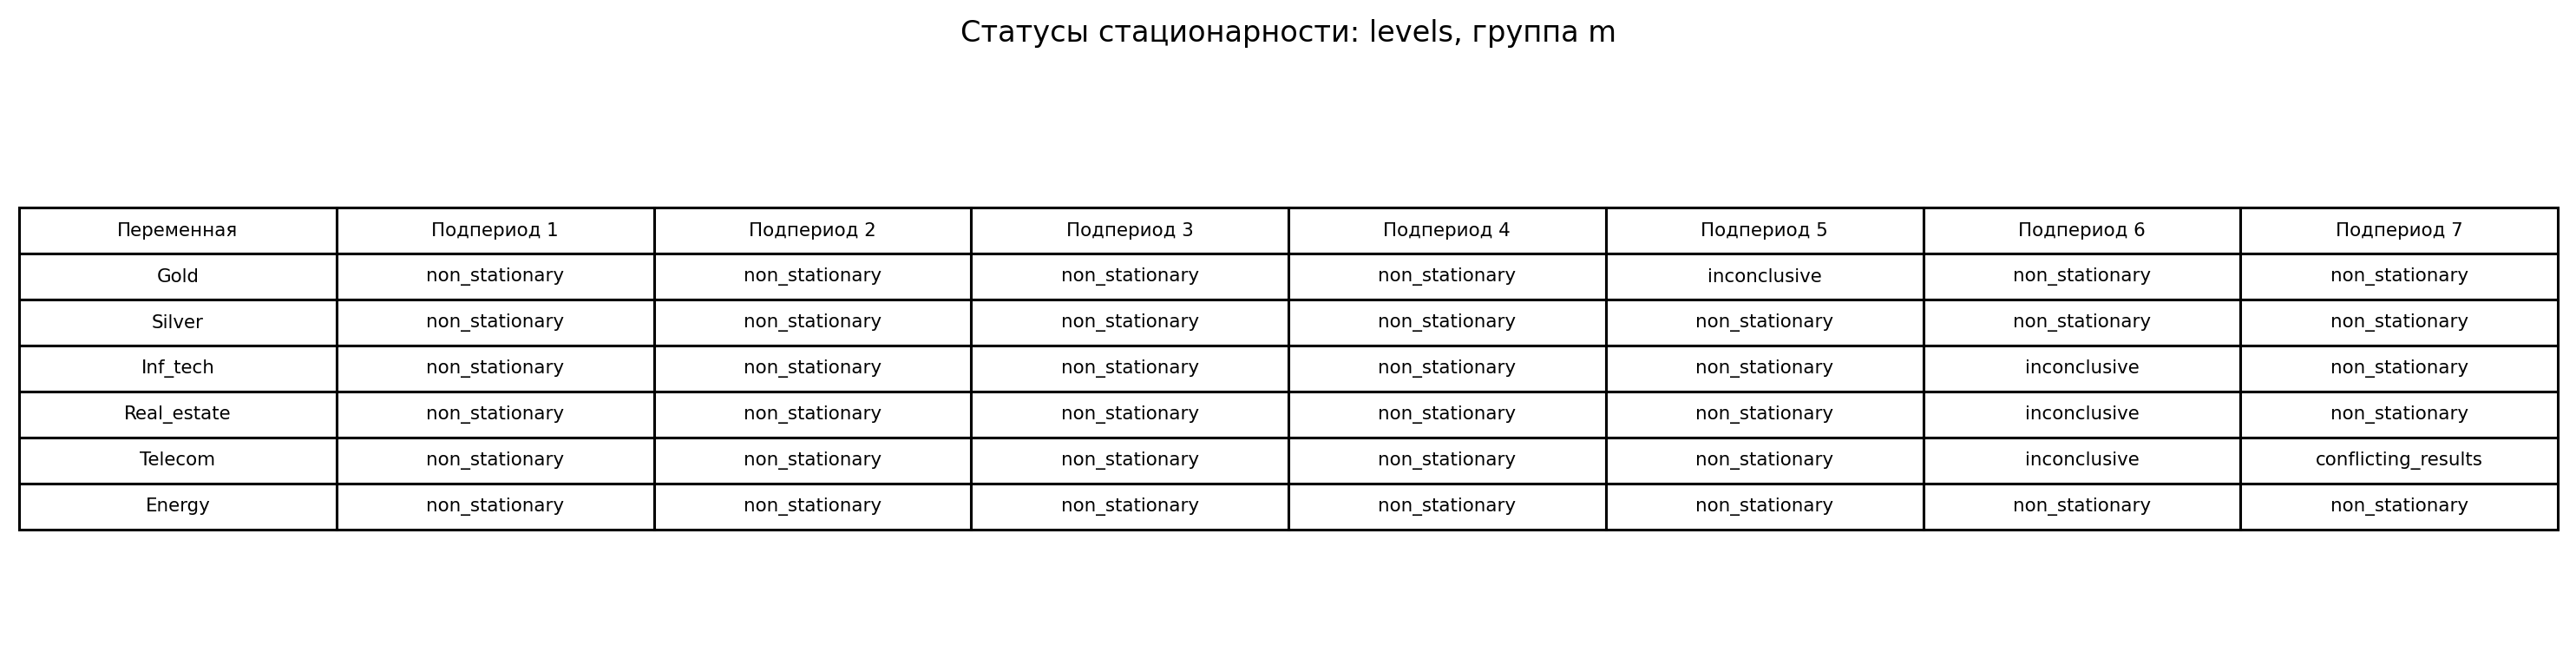 Статусы стационарности: levels, группа m
Переменная Подпериод 1 Подпериод 2 Подпериод 3 Подпериод 4 Подпериод 5 Подпериод 6 Подпериод 7
Gold non_stationary non_stationary non_stationary non_stationary inconclusive non_stationary non_stationary
Silver non_stationary non_stationary non_stationary non_stationary non_stationary non_stationary non_stationary
Inf_tech non_stationary non_stationary non_stationary non_stationary non_stationary inconclusive non_stationary
Real_estate non_stationary non_stationary non_stationary non_stationary non_stationary inconclusive non_stationary
Telecom non_stationary non_stationary non_stationary non_stationary non_stationary inconclusive conflicting_results
Energy non_stationary non_stationary non_stationary non_stationary non_stationary non_stationary non_stationary